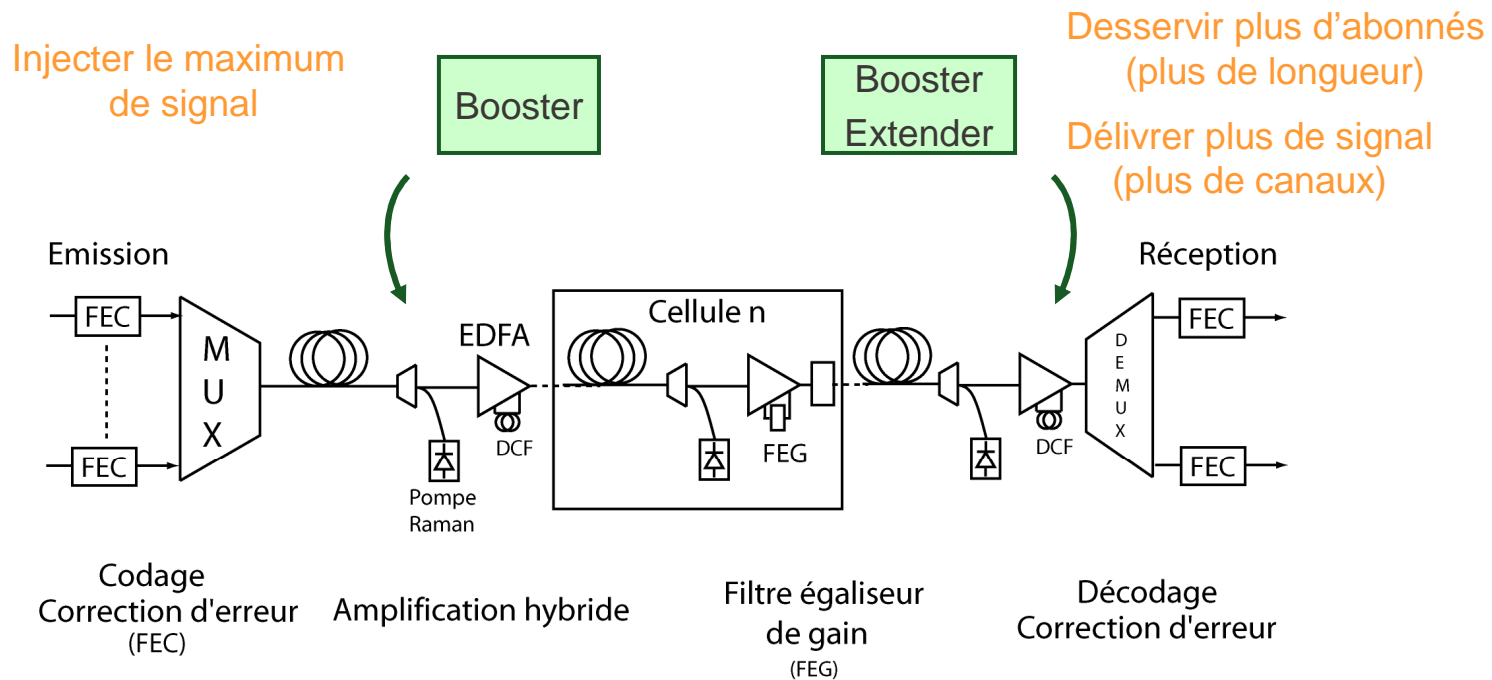 Injecter le maximum
de signal
Booster
Booster
Extender
Desservir plus d’abonnés
(plus de longueur)
Délivrer plus de signal
(plus de canaux)
Emission
Réception
FEC
FEC
M
U
X
EDFA
DCF
Pompe
Raman
Cellule n
FEG
DCF
D
E
M
U
X
FEC
FEC
Codage
Correction d'erreur
(FEC)
Amplification hybride
Filtre égaliseur
de gain
(FEG)
Décodage
Correction d'erreur